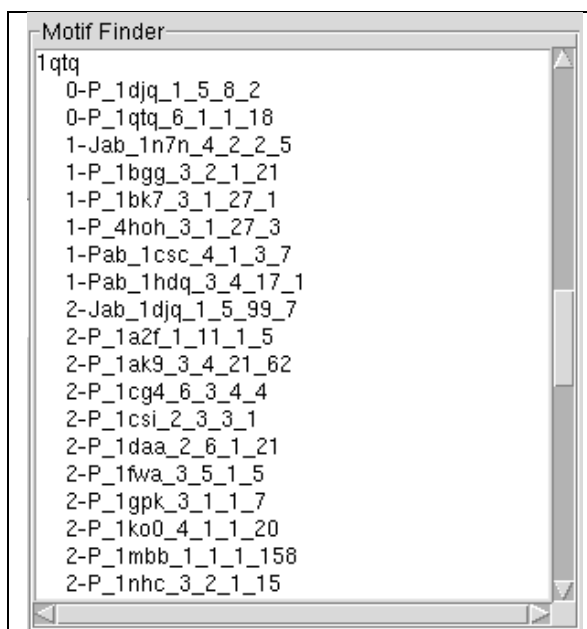 Motif Finder
1qtq
0-P_1djq_1_5_8_2
0-P_1qtq_6_1_1_18
1-Jab_1n7n_4_2_2_5
1-P_1bgg_3_2_1_21
1-P_1bk7_3_1_27_1
1-P_4hoh_3_1_27_3
1-Pab_1csc_4_1_3_7
1-Pab_1hdq_3_4_17_1
2-Jab_1djq_1_5_99_7
2-P_1a2f_1_11_1_5
2-P_1ak9_3_4_21_62
2-P_1cg4_6_3_4_4
2-P_1csi_2_3_3_1
2-P_1daa_2_6_1_21
2-P_1fwa_3_5_1_5
2-P_1gpk_3_1_1_7
2-P_1ko0_4_1_1_20
2-P_1mbb_1_1_1_158
2-P_1nhc_3_2_1_15